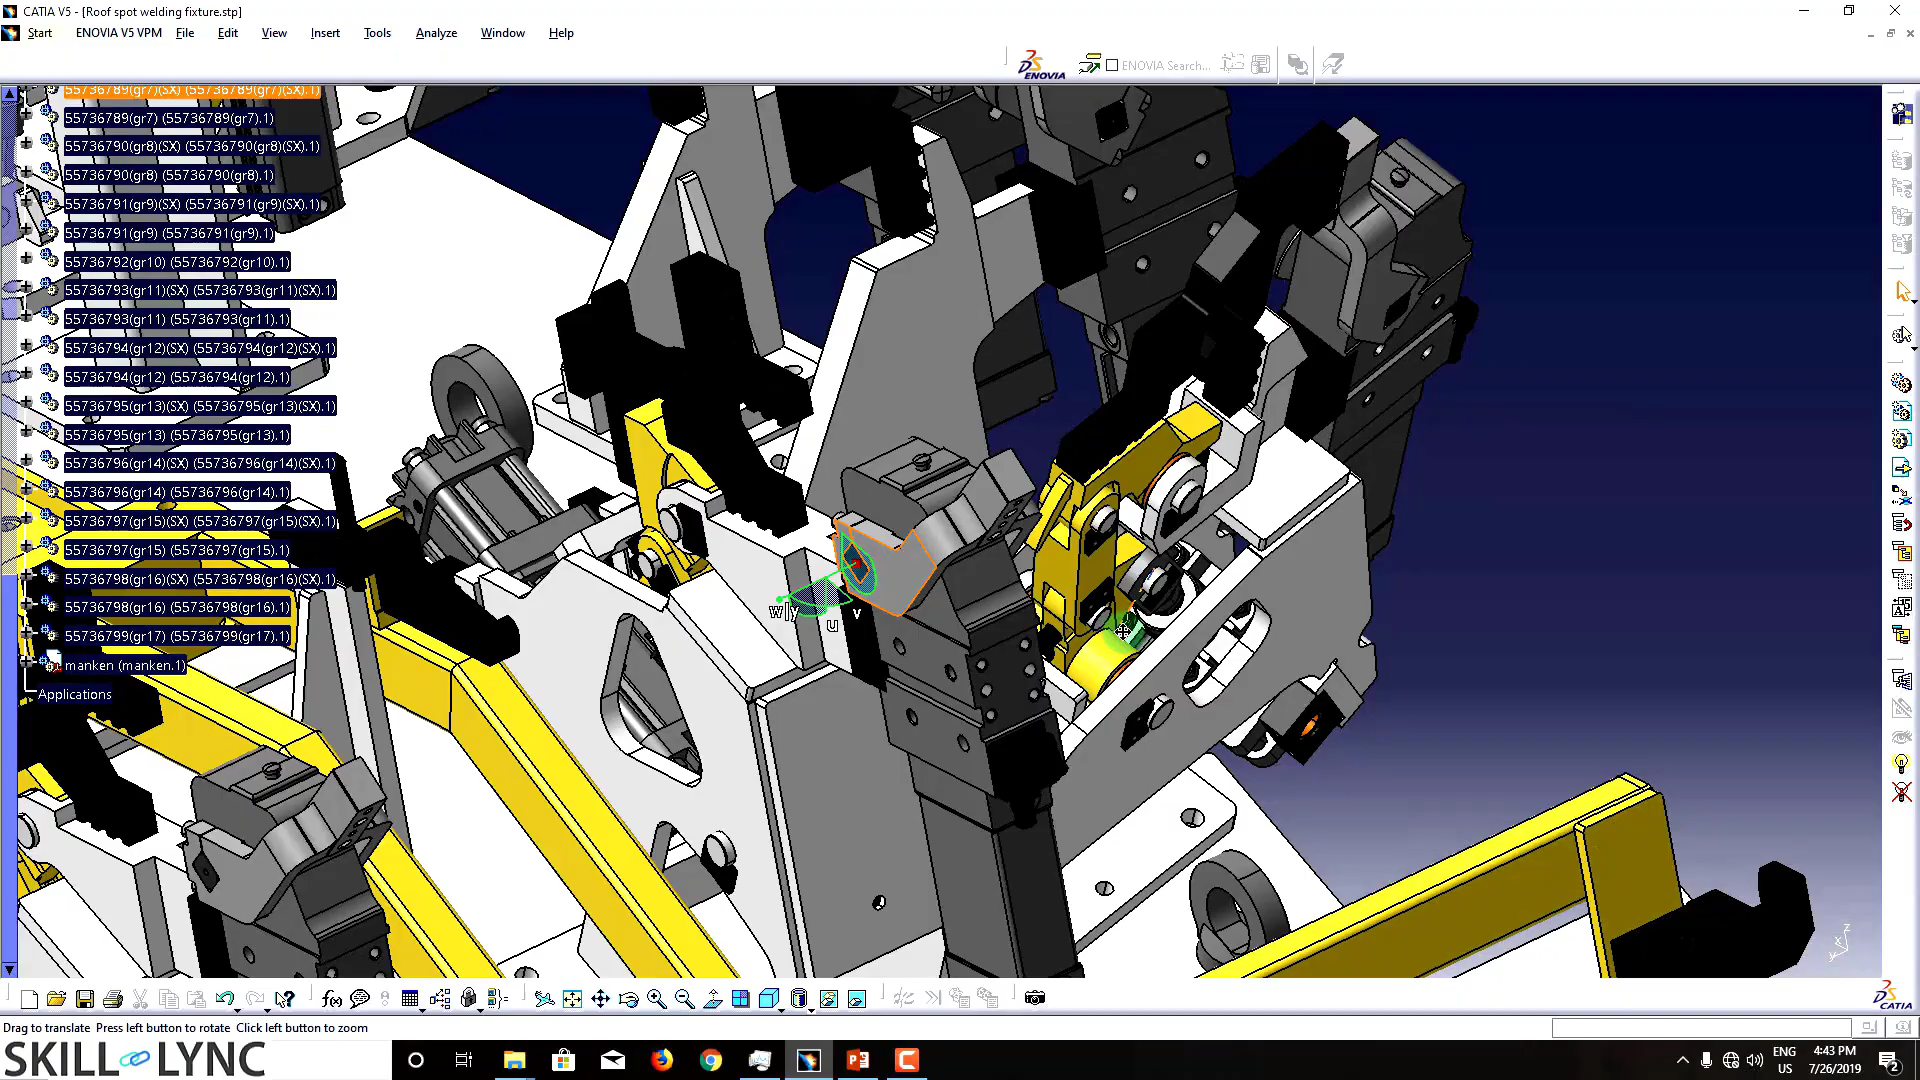 CATIA V5 - [Roof spot welding fixture.stp]
Start ENOVIA V5 VPM File Edit View Insert Tools Analyze Window Help
ENOVIA
ENOVIA Search...
55736789(gr7)(SX) (55736789(gr7)(SX).1)
55736789(gr7) (55736789(gr7).1)
55736790(gr8)(SX) (55736790(gr8)(SX).1)
55736790(gr8) (55736790(gr8).1)
55736791(gr9)(SX) (55736791(gr9)(SX).1)
55736791(gr9) (55736791(gr9).1)
55736792(gr10) (55736792(gr10).1)
55736793(gr11)(SX) (55736793(gr11)(SX).1)
55736793(gr11) (55736793(gr11).1)
55736794(gr12)(SX) (55736794(gr12)(SX).1)
55736794(gr12) (55736794(gr12).1)
55736795(gr13)(SX) (55736795(gr13)(SX).1)
55736795(gr13) (55736795(gr13).1)
55736796(gr14)(SX) (55736796(gr14)(SX).1)
55736796(gr14) (55736796(gr14).1)
55736797(gr15)(SX) (55736797(gr15)(SX).1)
55736797(gr15) (55736797(gr15).1)
55736798(gr16)(SX) (55736798(gr16)(SX).1)
55736798(gr16) (55736798(gr16).1)
55736799(gr17) (55736799(gr17).1)
manken (manken.1)
Applications
w|y
u
v
z
x
y
CATIA
Drag to translate Press left button to rotate Click left button to zoom
SKILL LYNC
ENG
US
4:43 PM
7/26/2019
2